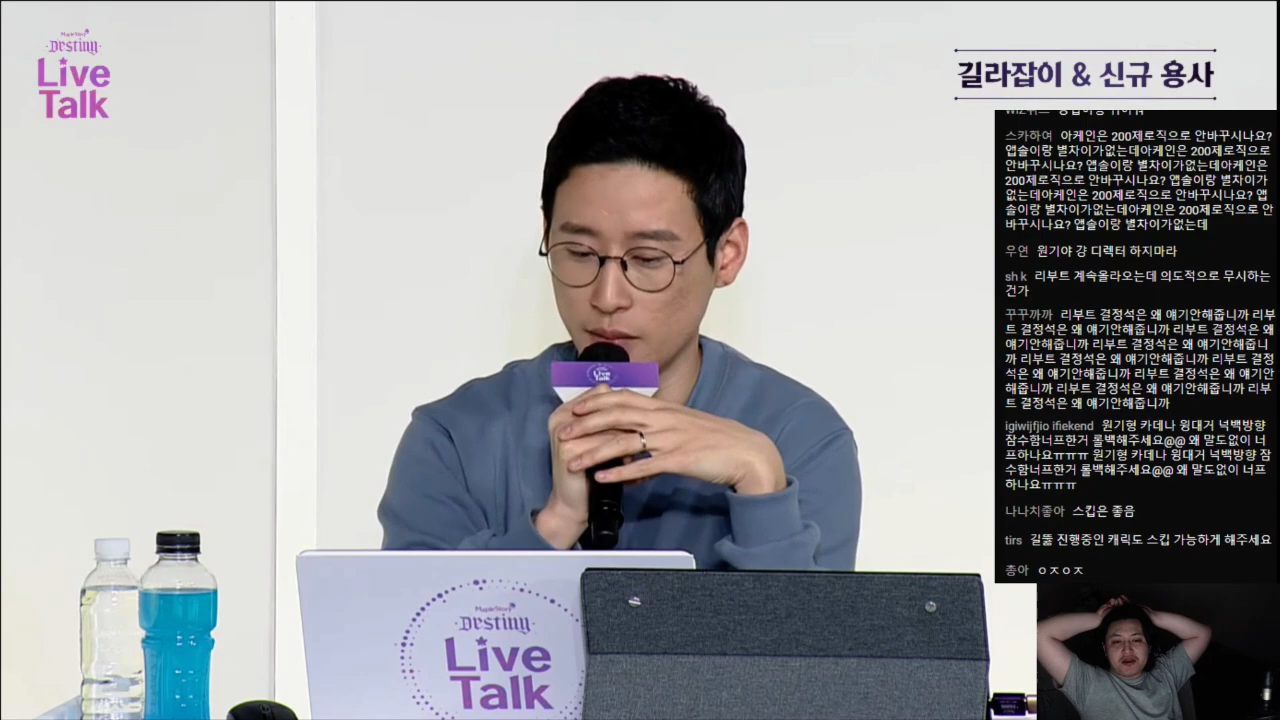 MapleStory
DESTINY
Live
Talk
길라잡이 & 신규 용사
스카하여 아케인은 200제로직으로 안바꾸시나요?
앱솔이랑 별차이가없는데아케인은 200제로직으로
안바꾸시나요? 앱솔이랑 별차이가없는데아케인은
200제로직으로 안바꾸시나요? 앱솔이랑 별차이가
없는데아케인은 200제로직으로 안바꾸시나요? 앱
솔이랑 별차이가없는데아케인은 200제로직으로 안
바꾸시나요? 앱솔이랑 별차이가없는데
우연 원기야 걍 디렉터 하지마라
sh k 리부트 계속올라오는데 의도적으로 무시하는
건가
꾸꾸까까 리부트 결정석은 왜 얘기안해줍니까 리부
트 결정석은 왜 얘기안해줍니까 리부트 결정석은 왜
얘기안해줍니까 리부트 결정석은 왜 얘기안해줍니
까 리부트 결정석은 왜 얘기안해줍니까 리부트 결정
석은 왜 얘기안해줍니까 리부트 결정석은 왜 얘기안
해줍니까 리부트 결정석은 왜 얘기안해줍니까 리부
트 결정석은 왜 얘기안해줍니까
igiwijfjio ifiekend 원기형 카데나 윙대거 넉백방향
잠수함너프한거 롤백해주세요@@ 왜 말도없이 너
프하나요ㅠㅠㅠ 원기형 카데나 윙대거 넉백방향 잠
수함너프한거 롤백해주세요@@ 왜 말도없이 너프
하나요ㅠㅠㅠ
나나치좋아 스킵은 좋음
tirs 길뚫 진행중인 캐릭도 스킵 가능하게 해주세요
총아 ㅇㅈㅇㅈ
Live
Talk
MapleStory
DESTINY
Live
Talk